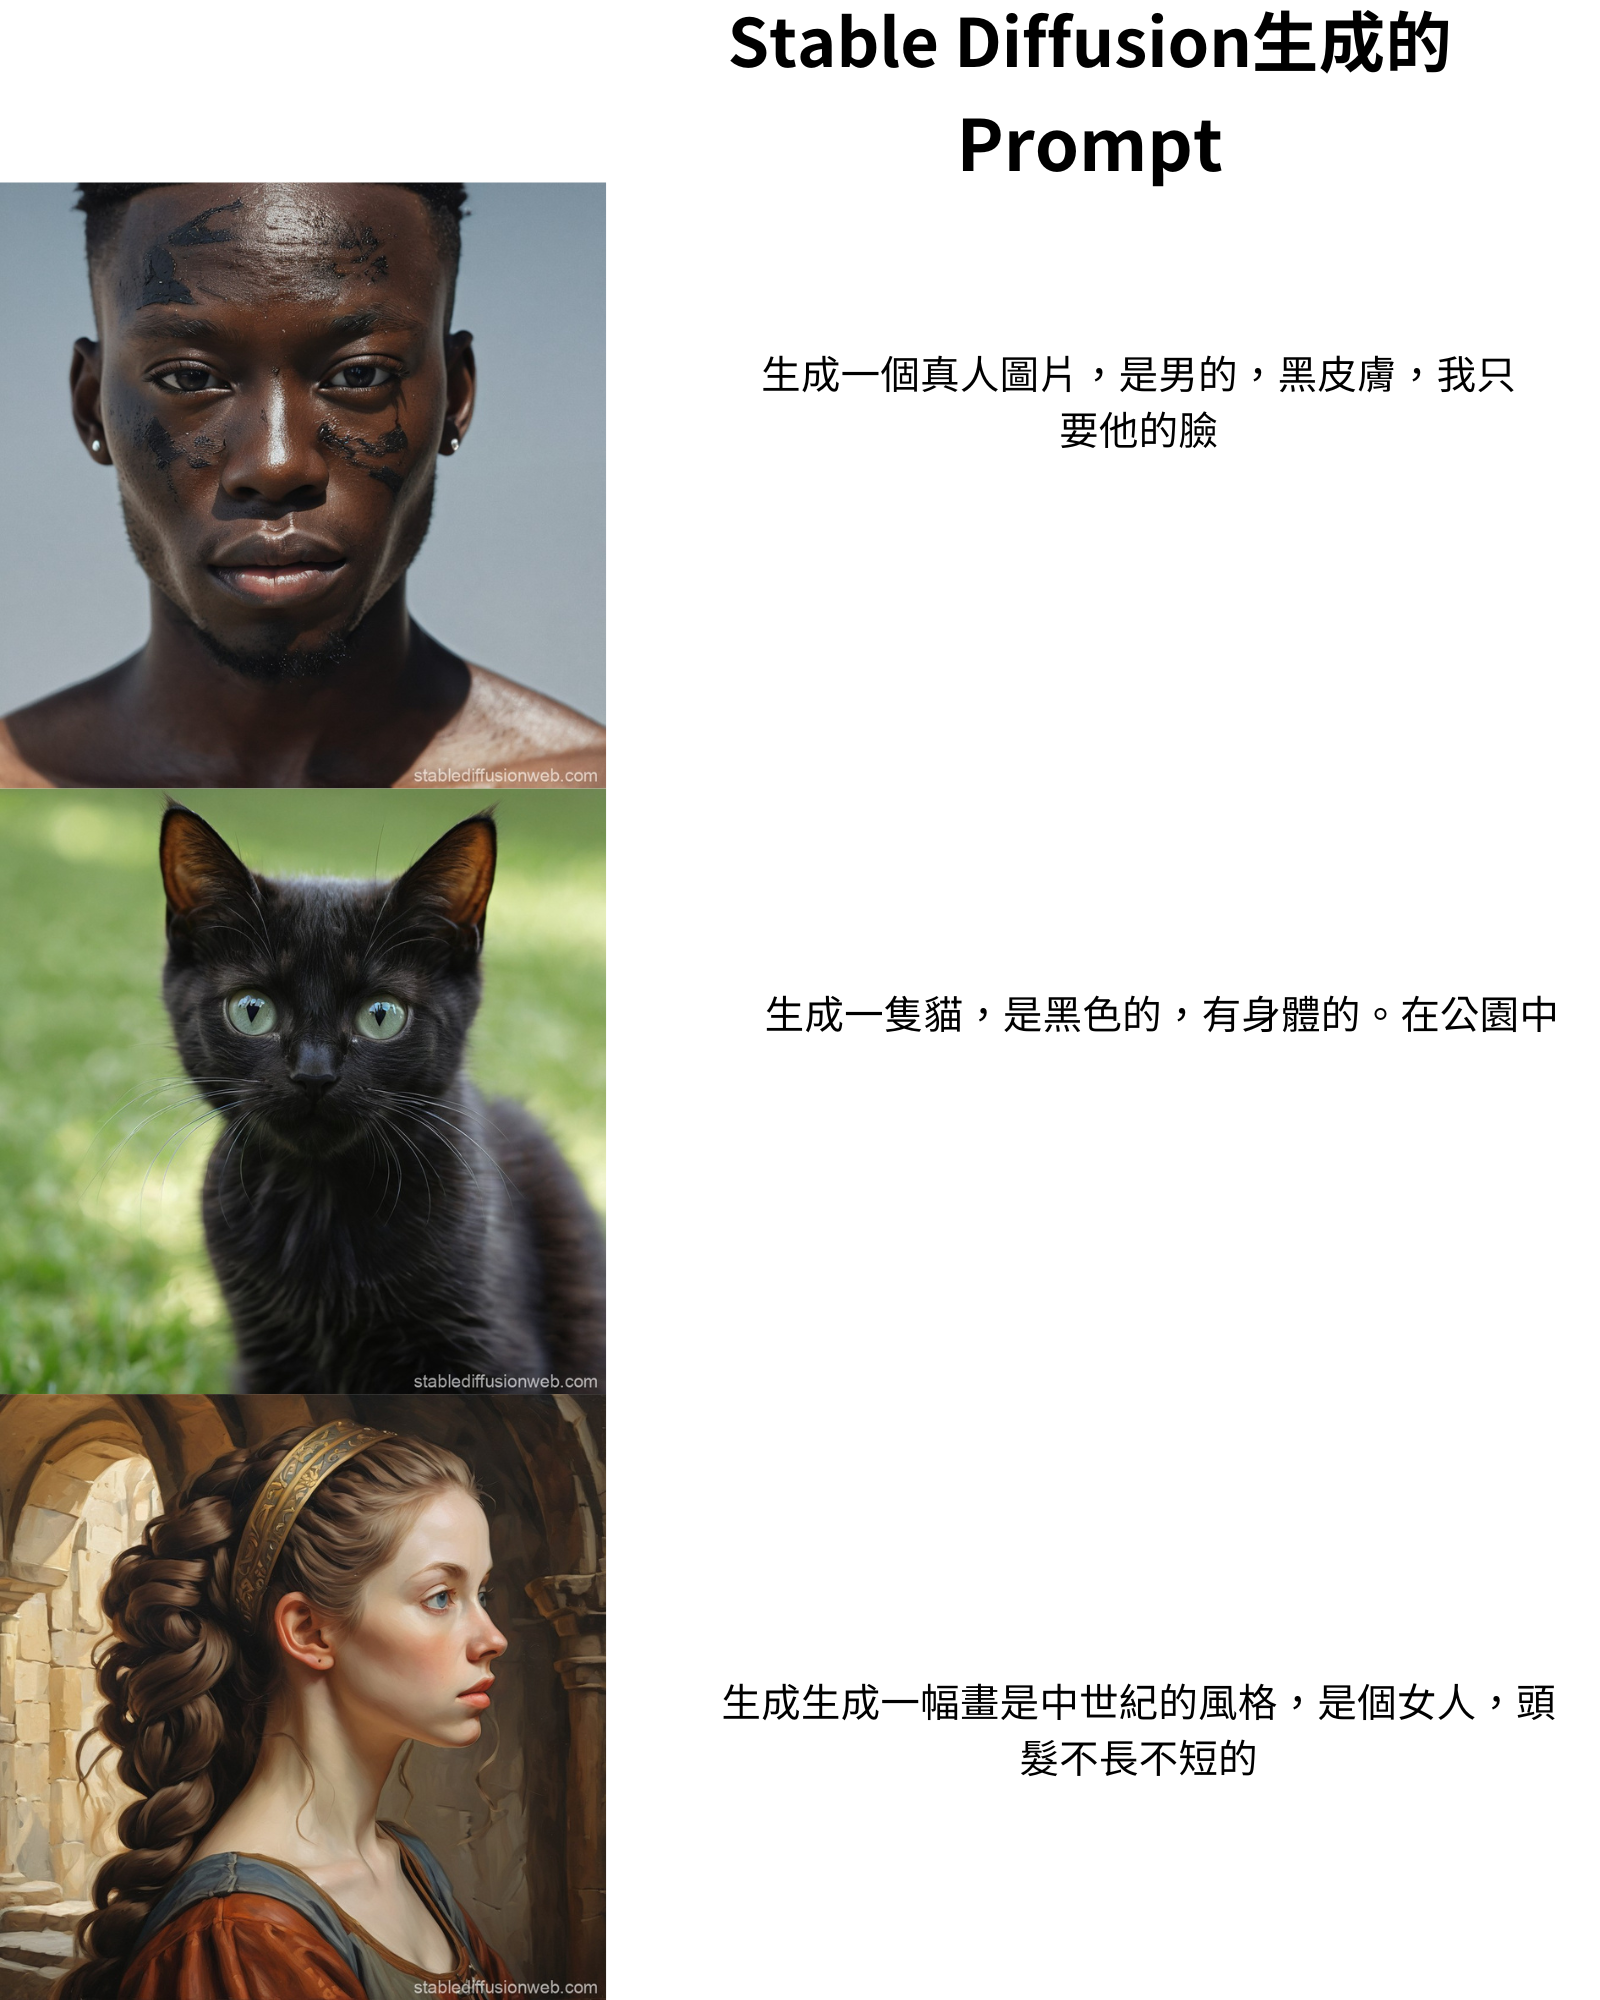 Stable Diffusion生成的
Prompt
生成一個真人圖片，是男的，黑皮膚，我只
要他的臉
stablediffusionweb.com
生成一隻貓，是黑色的，有身體的。在公園中
stablediffusionweb.com
生成生成一幅畫是中世紀的風格，是個女人，頭
髮不長不短的
stablediffusionweb.com